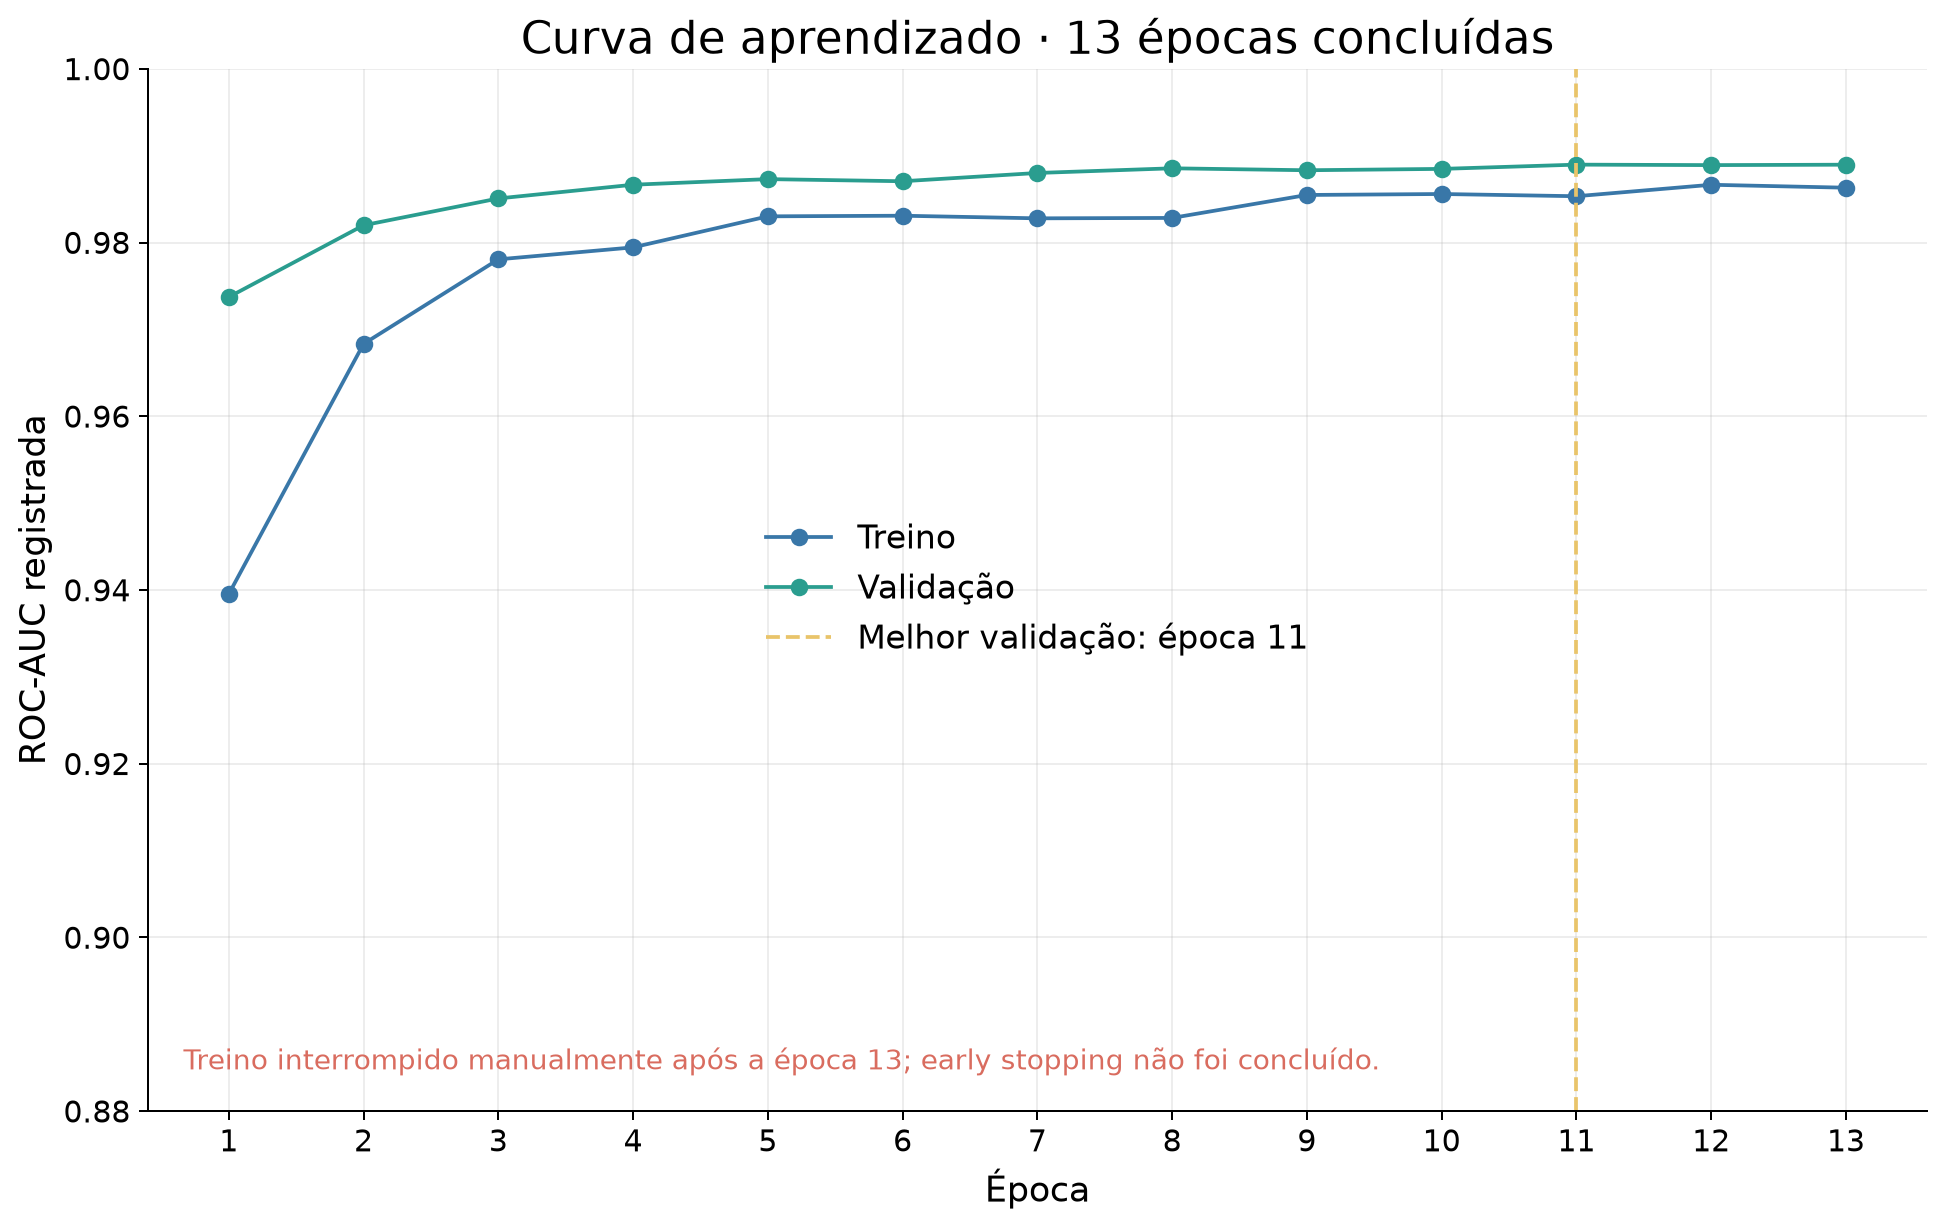 Curva de aprendizado · 13 épocas concluídas
1.00
0.98
0.96
0.94
0.92
0.90
0.88
ROC-AUC registrada
Treino
Validação
Melhor validação: época 11
Treino interrompido manualmente após a época 13; early stopping não foi concluído.
1 2 3 4 5 6 7 8 9 10 11 12 13
Época